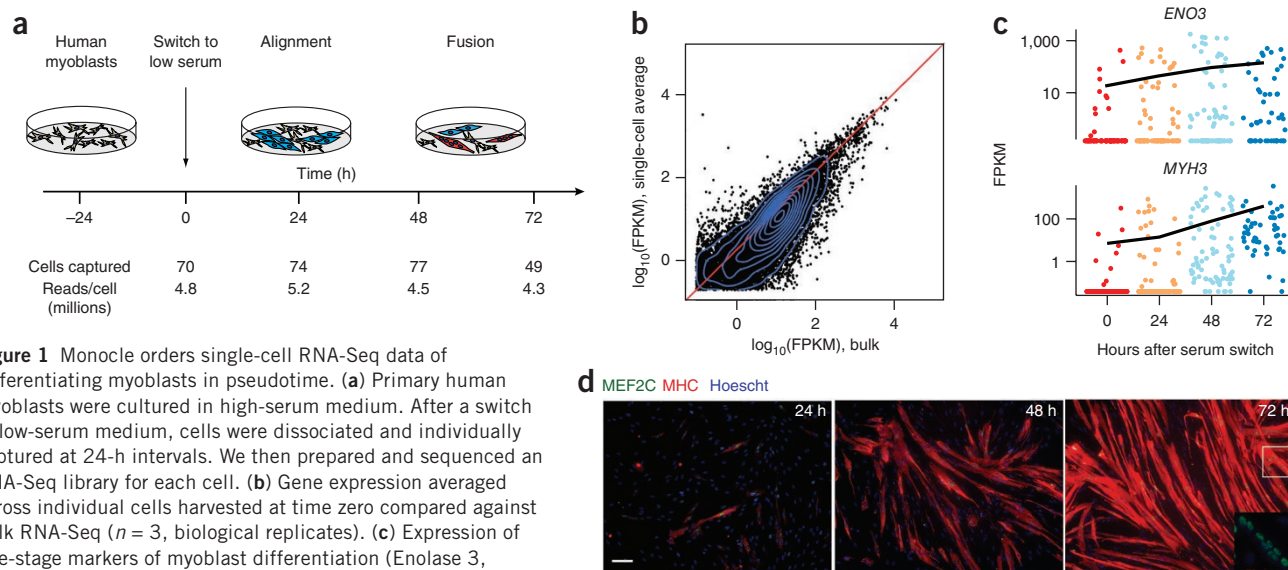 a
Human myoblasts
Switch to low serum
Alignment
Fusion
Time (h)
–24 0 24 48 72
Cells captured 70 74 77 49
Reads/cell (millions) 4.8 5.2 4.5 4.3
b
log10(FPKM), single-cell average
4
2
0
0 2 4
log10(FPKM), bulk
c
ENO3
1,000
10
FPKM
MYH3
100
1
0 24 48 72
Hours after serum switch
gure 1 Monocle orders single-cell RNA-Seq data of
fferentiating myoblasts in pseudotime. (a) Primary human
yoblasts were cultured in high-serum medium. After a switch
low-serum medium, cells were dissociated and individually
ptured at 24-h intervals. We then prepared and sequenced an
NA-Seq library for each cell. (b) Gene expression averaged
ross individual cells harvested at time zero compared against
lk RNA-Seq (n = 3, biological replicates). (c) Expression of
e-stage markers of myoblast differentiation (Enolase 3,
d
MEF2C MHC Hoescht
24 h
48 h
72 h